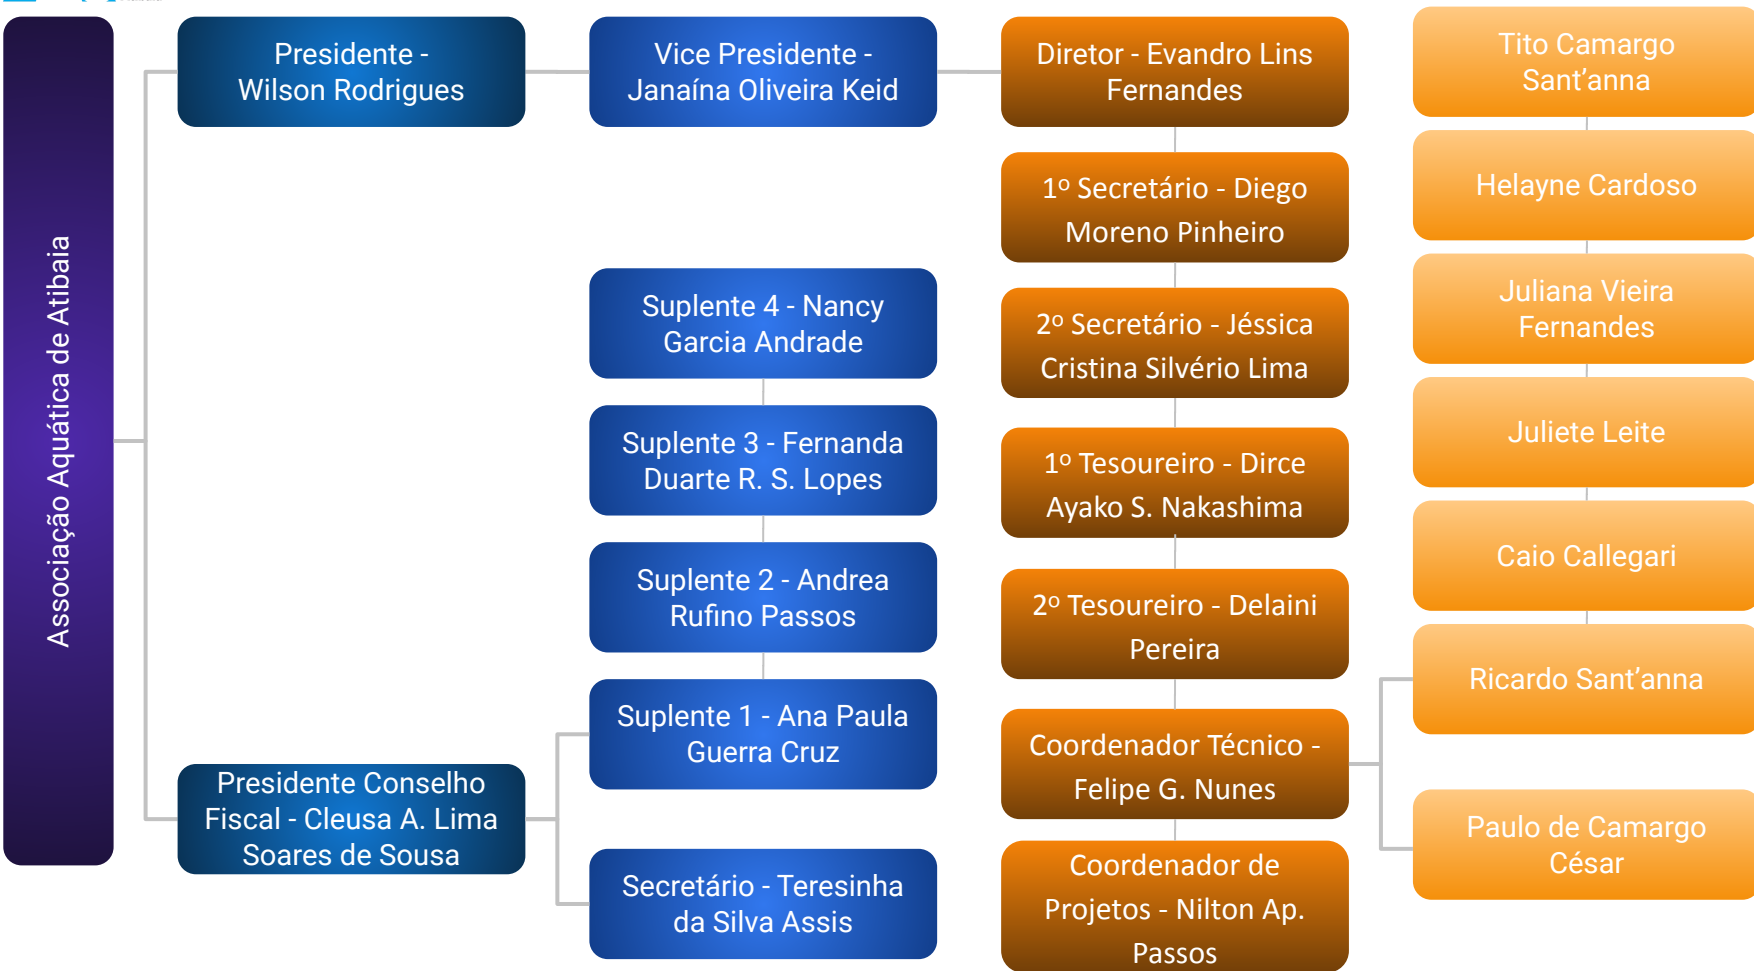 Associação Aquática de Atibaia
Presidente -
Wilson Rodrigues
Vice Presidente -
Janaína Oliveira Keid
Diretor - Evandro Lins
Fernandes
1º Secretário - Diego
Moreno Pinheiro
2º Secretário - Jéssica
Cristina Silvério Lima
1º Tesoureiro - Dirce
Ayako S. Nakashima
2º Tesoureiro - Delaini
Pereira
Coordenador Técnico -
Felipe G. Nunes
Coordenador de
Projetos - Nilton Ap.
Passos
Tito Camargo
Sant’anna
Helayne Cardoso
Juliana Vieira
Fernandes
Juliete Leite
Caio Callegari
Ricardo Sant’anna
Paulo de Camargo
César
Presidente Conselho
Fiscal - Cleusa A. Lima
Soares de Sousa
Suplente 4 - Nancy
Garcia Andrade
Suplente 3 - Fernanda
Duarte R. S. Lopes
Suplente 2 - Andrea
Rufino Passos
Suplente 1 - Ana Paula
Guerra Cruz
Secretário - Teresinha
da Silva Assis